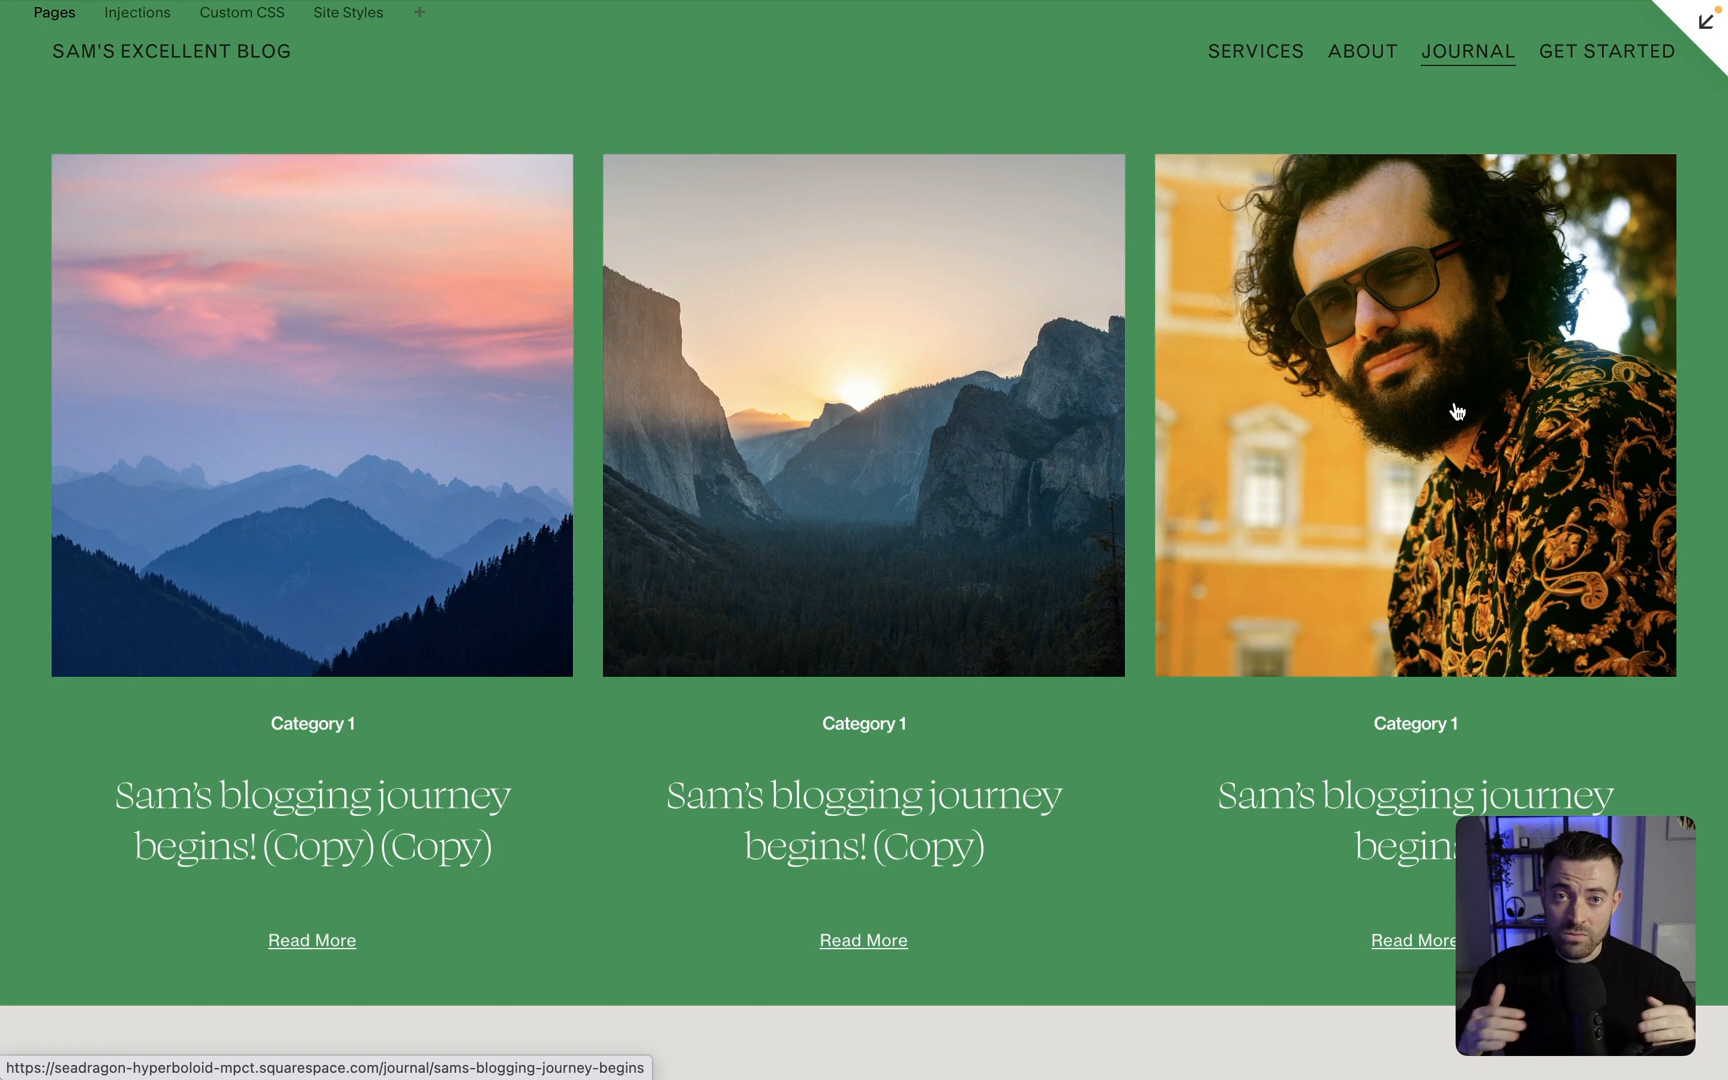 Pages Injections Custom CSS Site Styles +
SAM'S EXCELLENT BLOG
SERVICES ABOUT JOURNAL GET STARTED
Category 1
Sam's blogging journey
begins! (Copy) (Copy)
Read More
Category 1
Sam's blogging journey
begins! (Copy)
Read More
Category 1
Sam's blogging journey
begins
Read More
https://seadragon-hyperboloid-mpct.squarespace.com/journal/sams-blogging-journey-begins